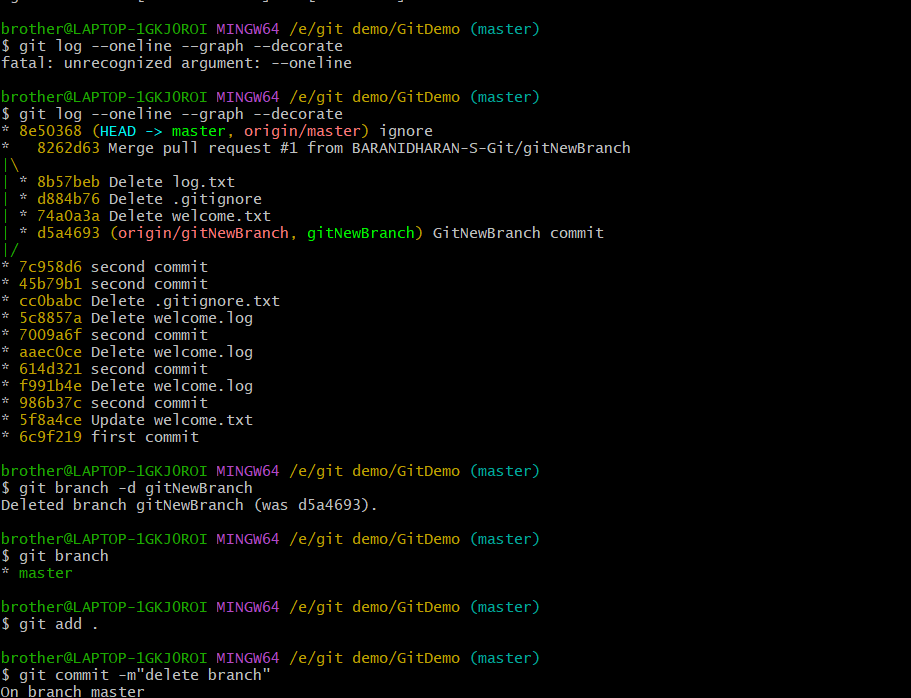 brother@LAPTOP-1GKJ0ROI MINGW64 /e/git demo/GitDemo (master)
$ git log --oneline --graph --decorate
fatal: unrecognized argument: --oneline
brother@LAPTOP-1GKJ0ROI MINGW64 /e/git demo/GitDemo (master)
$ git log --oneline --graph --decorate
* 8e50368 (HEAD -> master, origin/master) ignore
*   8262d63 Merge pull request #1 from BARANIDHARAN-S-Git/gitNewBranch
|\
| * 8b57beb Delete log.txt
| * d884b76 Delete .gitignore
| * 74a0a3a Delete welcome.txt
| * d5a4693 (origin/gitNewBranch, gitNewBranch) GitNewBranch commit
|/
* 7c958d6 second commit
* 45b79b1 second commit
* cc0babc Delete .gitignore.txt
* 5c8857a Delete welcome.log
* 7009a6f second commit
* aaec0ce Delete welcome.log
* 614d321 second commit
* f991b4e Delete welcome.log
* 986b37c second commit
* 5f8a4ce Update welcome.txt
* 6c9f219 first commit
brother@LAPTOP-1GKJ0ROI MINGW64 /e/git demo/GitDemo (master)
$ git branch -d gitNewBranch
Deleted branch gitNewBranch (was d5a4693).
brother@LAPTOP-1GKJ0ROI MINGW64 /e/git demo/GitDemo (master)
$ git branch
* master
brother@LAPTOP-1GKJ0ROI MINGW64 /e/git demo/GitDemo (master)
$ git add .
brother@LAPTOP-1GKJ0ROI MINGW64 /e/git demo/GitDemo (master)
$ git commit -m"delete branch"
On branch master